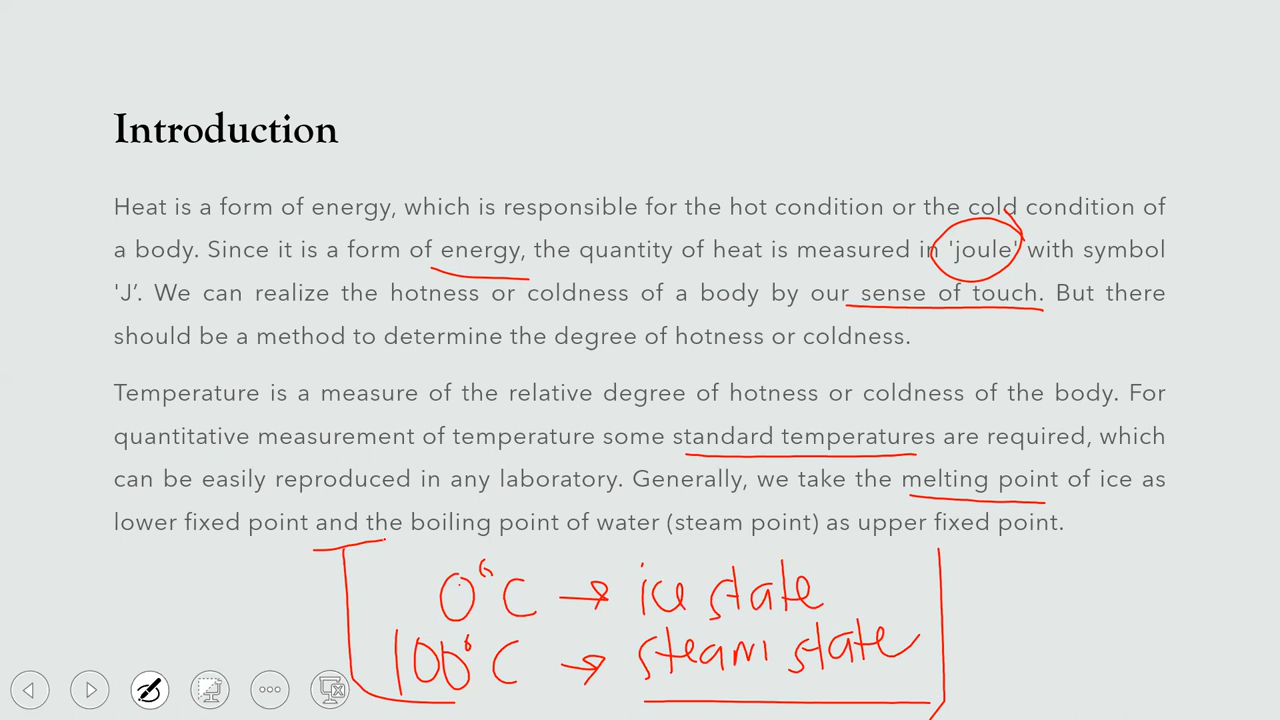 Introduction
Heat is a form of energy, which is responsible for the hot condition or the cold condition of
a body. Since it is a form of energy, the quantity of heat is measured in 'joule' with symbol
'J’. We can realize the hotness or coldness of a body by our sense of touch. But there
should be a method to determine the degree of hotness or coldness.
Temperature is a measure of the relative degree of hotness or coldness of the body. For
quantitative measurement of temperature some standard temperatures are required, which
can be easily reproduced in any laboratory. Generally, we take the melting point of ice as
lower fixed point and the boiling point of water (steam point) as upper fixed point.
0°C → ice state
100°C → steam state